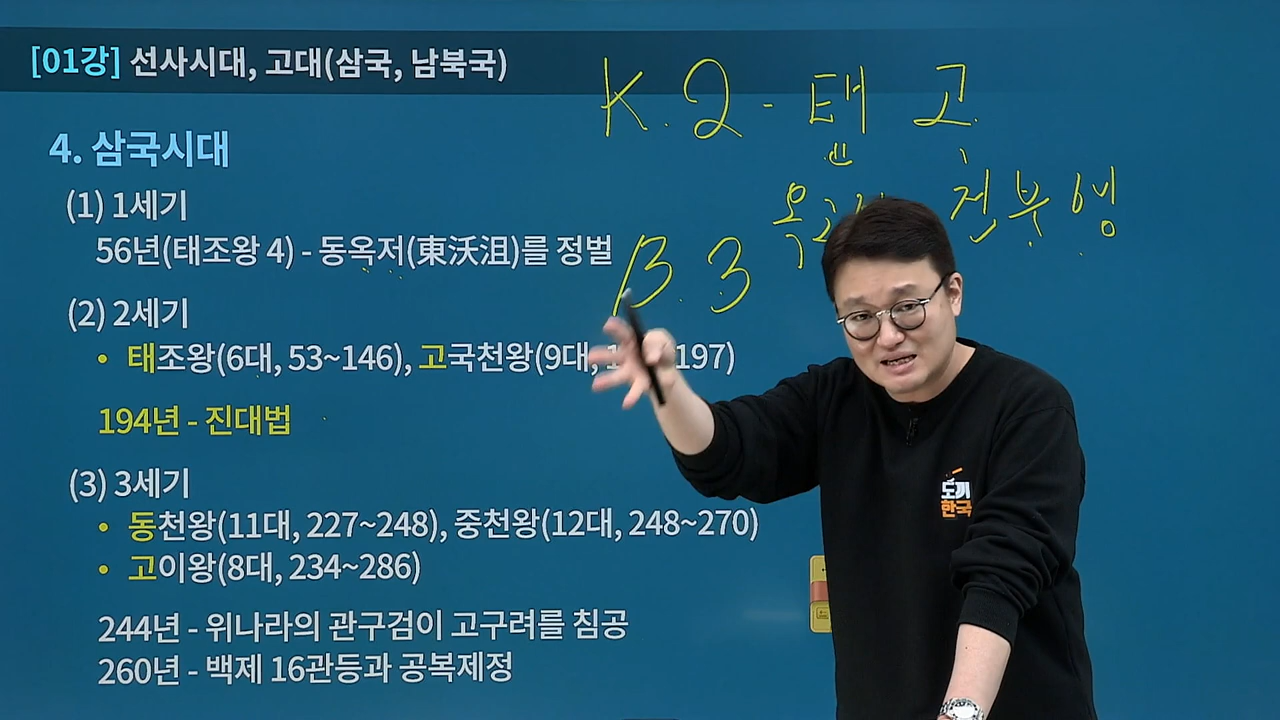 [01강] 선사시대, 고대(삼국, 남북국)
K.2 - 태 고
전부행
B.3
4. 삼국시대
(1) 1세기
56년(태조왕 4) - 동옥저(東沃沮)를 정벌
(2) 2세기
• 태조왕(6대, 53~146), 고국천왕(9대, 197)
194년 - 진대법
(3) 3세기
• 동천왕(11대, 227~248), 중천왕(12대, 248~270)
• 고이왕(8대, 234~286)
244년 - 위나라의 관구검이 고구려를 침공
260년 - 백제 16관등과 공복제정
도끼
한국